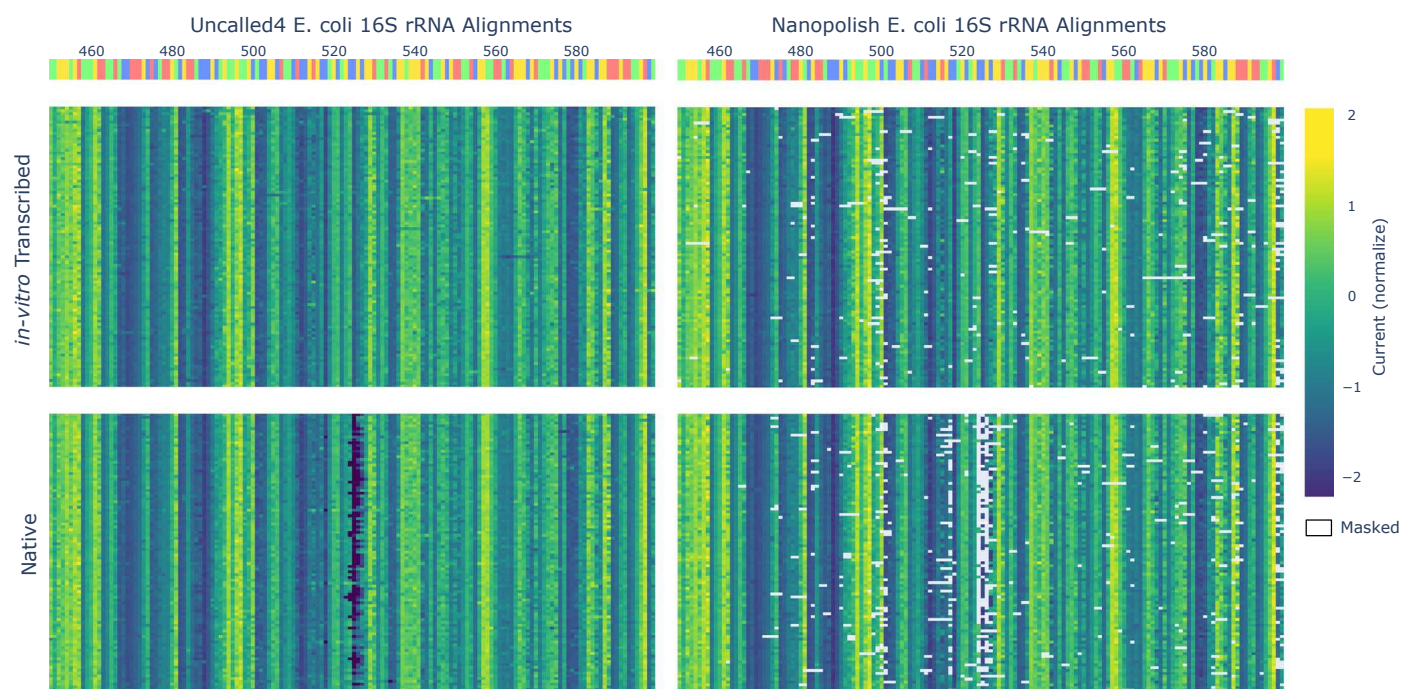 Uncalled4 E. coli 16S rRNA Alignments
Nanopolish E. coli 16S rRNA Alignments
460 480 500 520 540 560 580
460 480 500 520 540 560 580
in-vitro Transcribed
Native
2
1
0
−1
−2
Current (normalize)
Masked